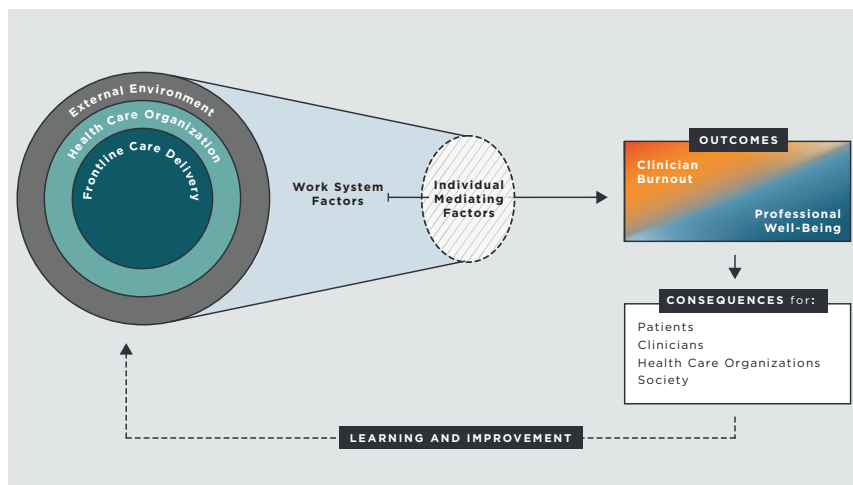 External Environment
Health Care Organization
Frontline Care Delivery
Work System
Factors
Individual
Mediating
Factors
OUTCOMES
Clinician
Burnout
Professional
Well-Being
CONSEQUENCES for:
Patients
Clinicians
Health Care Organizations
Society
LEARNING AND IMPROVEMENT